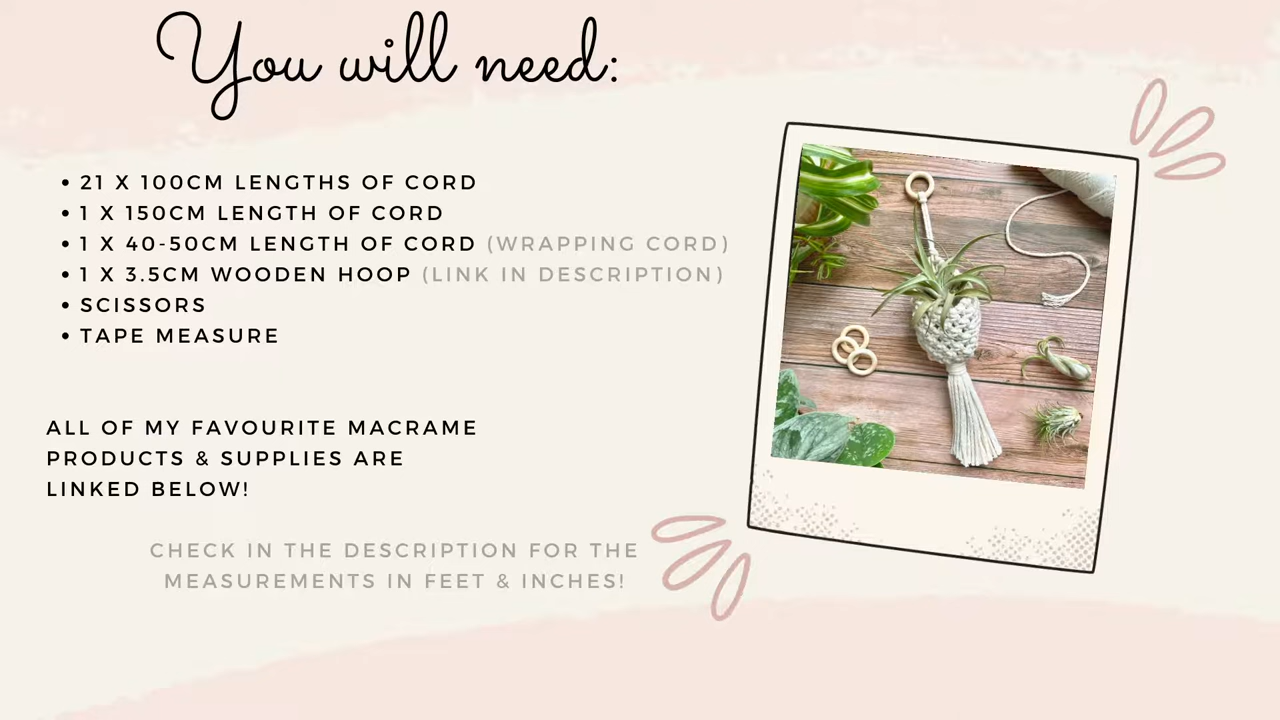 You will need:
• 21 X 100CM LENGTHS OF CORD
• 1 X 150CM LENGTH OF CORD
• 1 X 40-50CM LENGTH OF CORD (WRAPPING CORD)
• 1 X 3.5CM WOODEN HOOP (LINK IN DESCRIPTION)
• SCISSORS
• TAPE MEASURE
ALL OF MY FAVOURITE MACRAME
PRODUCTS & SUPPLIES ARE
LINKED BELOW!
CHECK IN THE DESCRIPTION FOR THE
MEASUREMENTS IN FEET & INCHES!